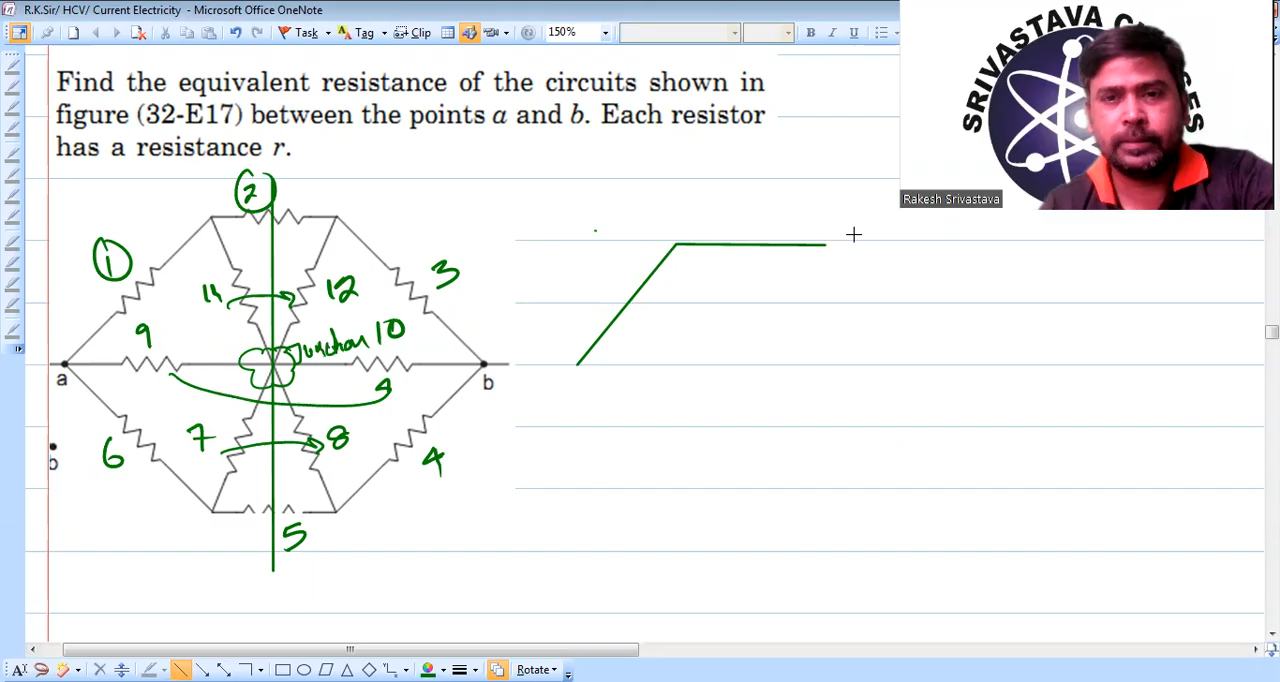 R.K.Sir/ HCV/ Current Electricity - Microsoft Office OneNote
Task
Tag
Clip
150%
B I U
SRIVASTAVA C
ES
Rakesh Srivastava
Find the equivalent resistance of the circuits shown in
figure (32-E17) between the points a and b. Each resistor
has a resistance r.
2
1
3
11
12
9
Junction
10
a
b
6
7
8
4
b
5
Rotate